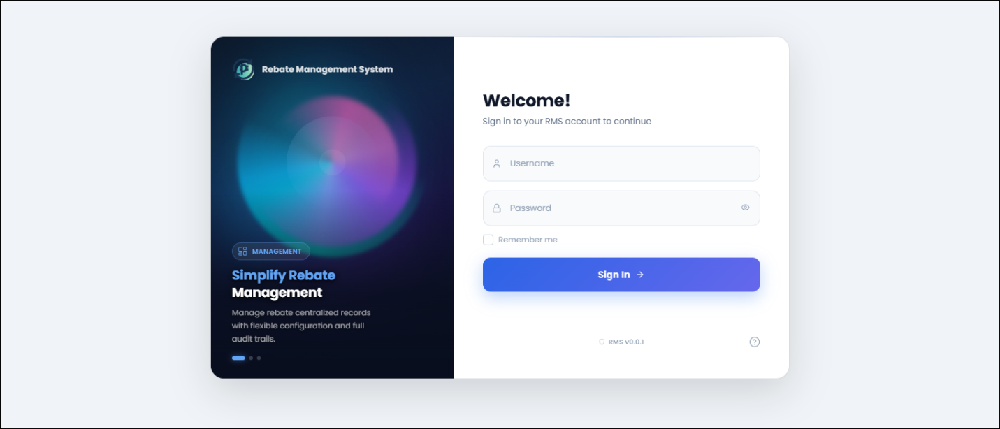 Rebate Management System
MANAGEMENT
Simplify Rebate
Management
Manage rebate centralized records
with flexible configuration and full
audit trails.
Welcome!
Sign in to your RMS account to continue
Username
Password
Remember me
Sign In
RMS v0.0.1